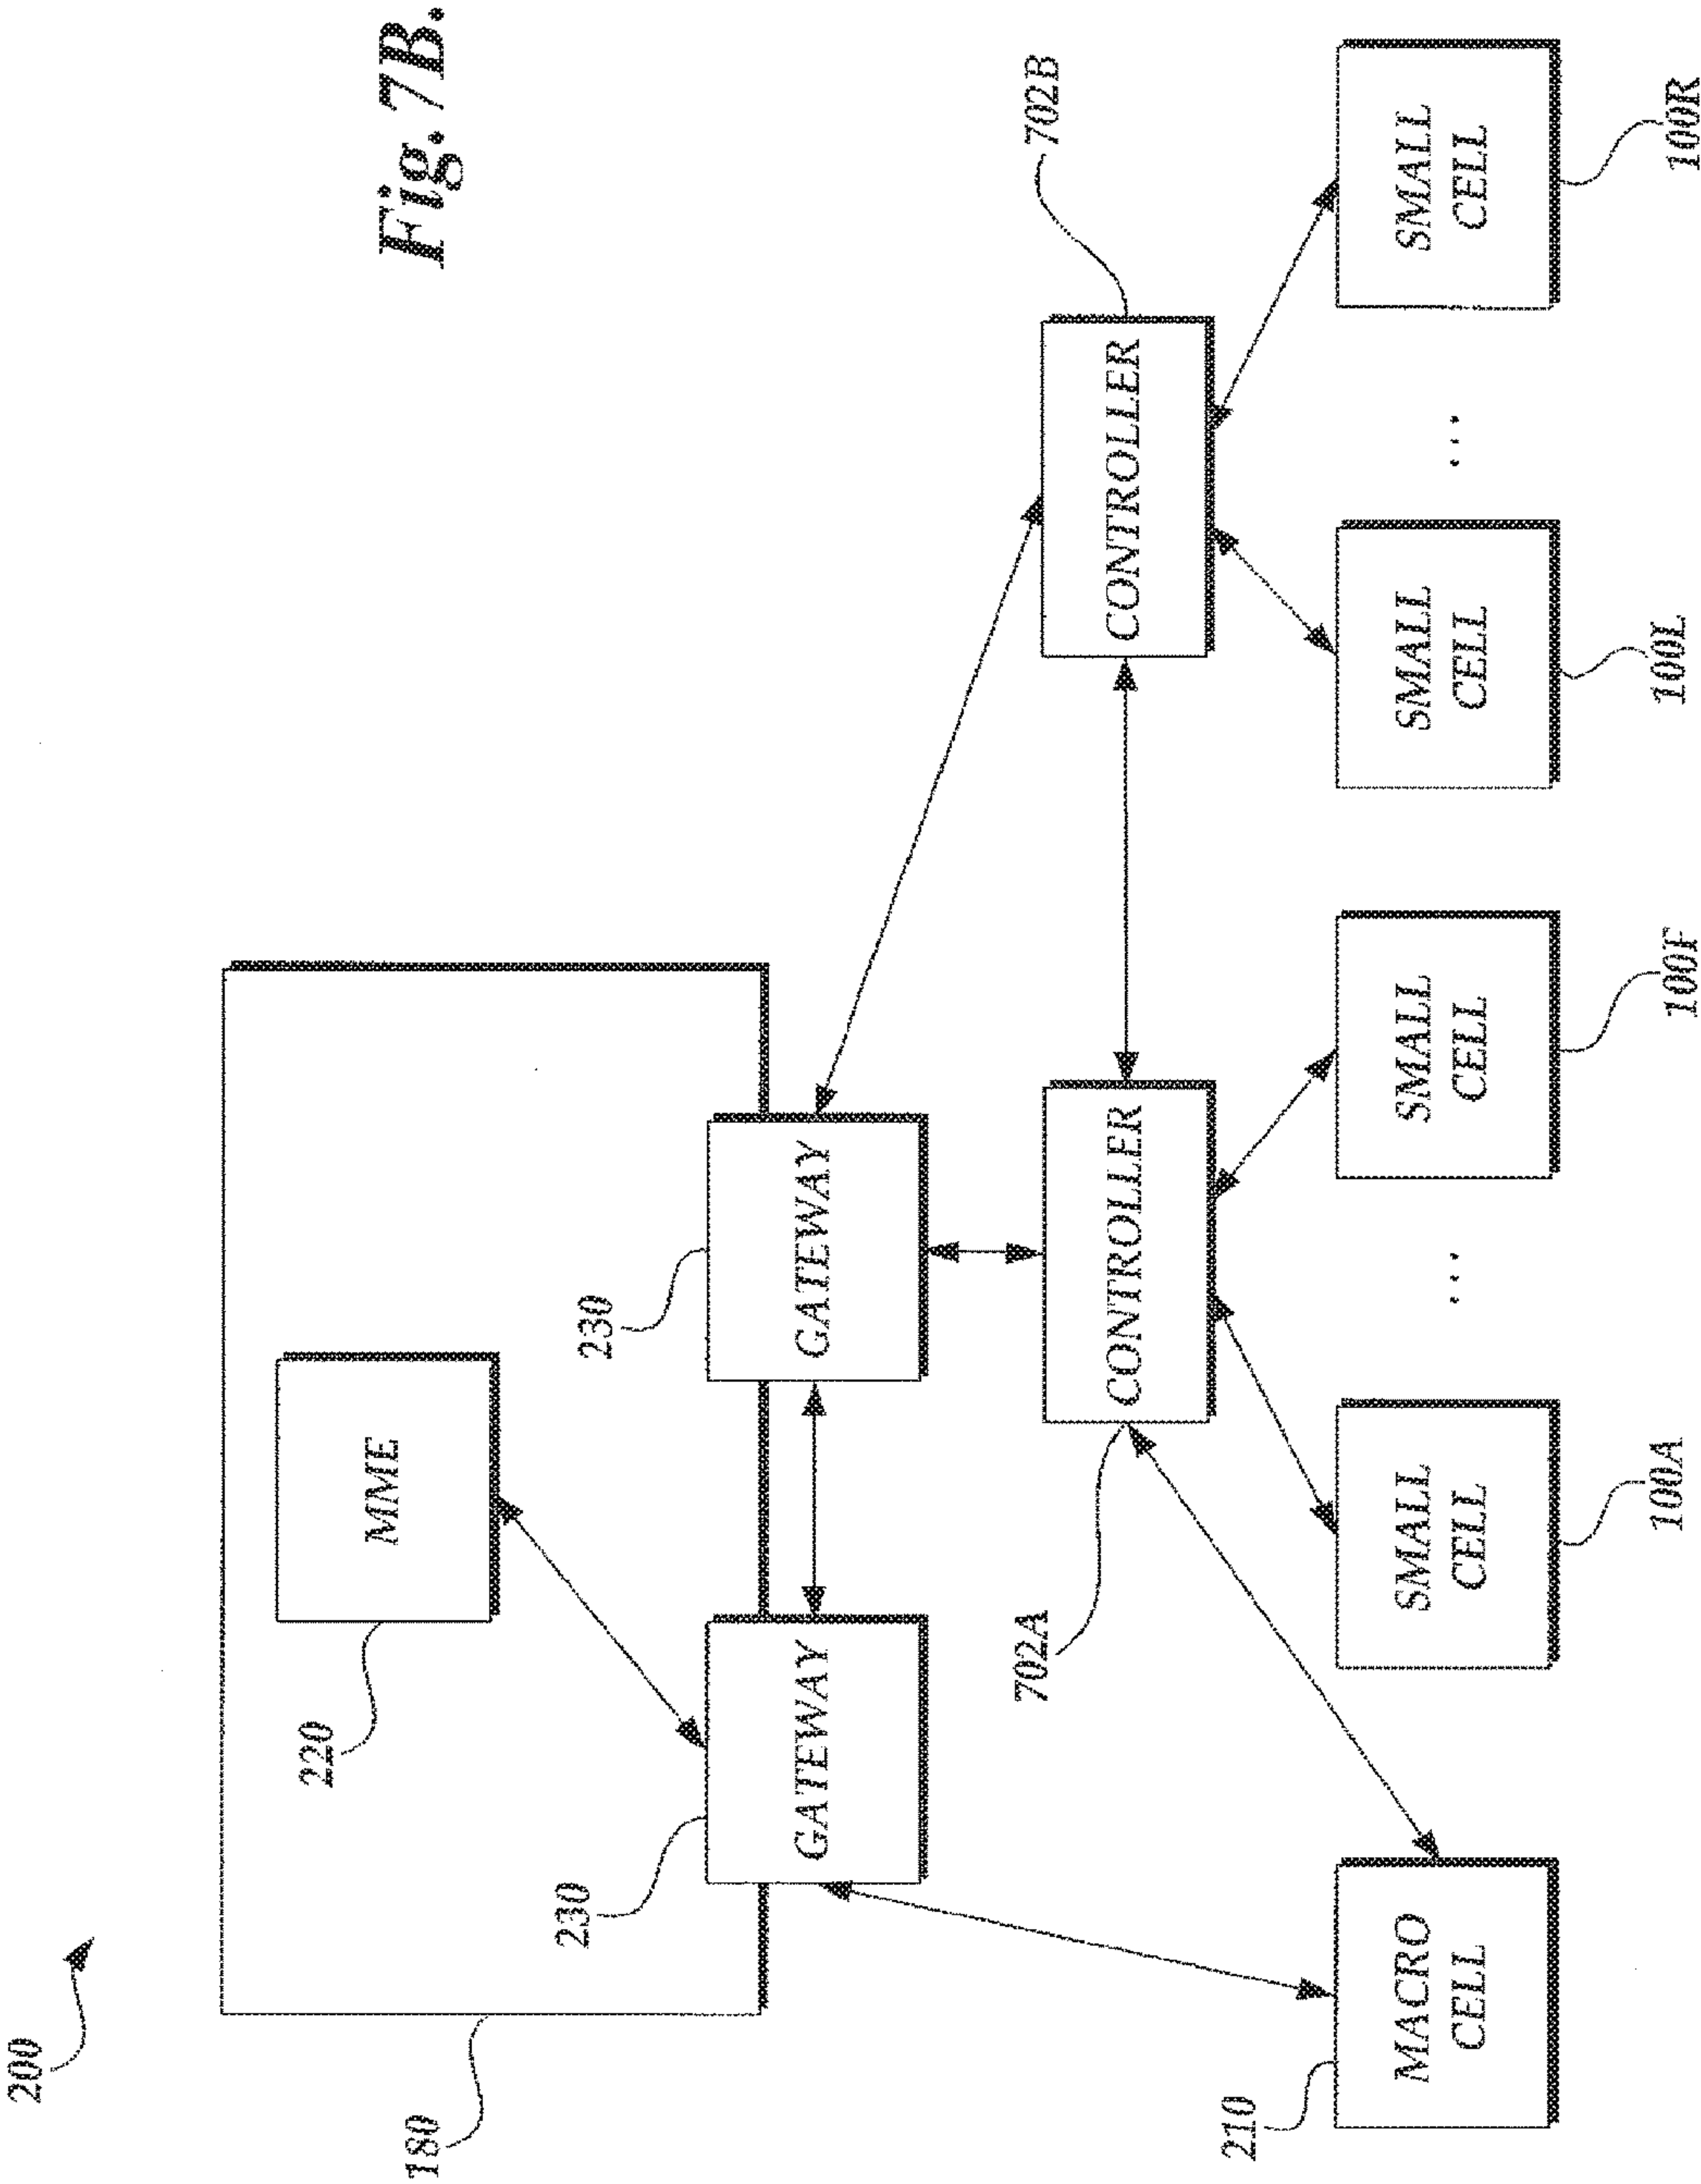 200
180
MME
220
230
GATEWAY
230
GATEWAY
Fig. 7B.
702A
CONTROLLER
CONTROLLER
702B
210
MACRO
CELL
SMALL
CELL
100A
...
SMALL
CELL
100F
SMALL
CELL
100L
...
SMALL
CELL
100R